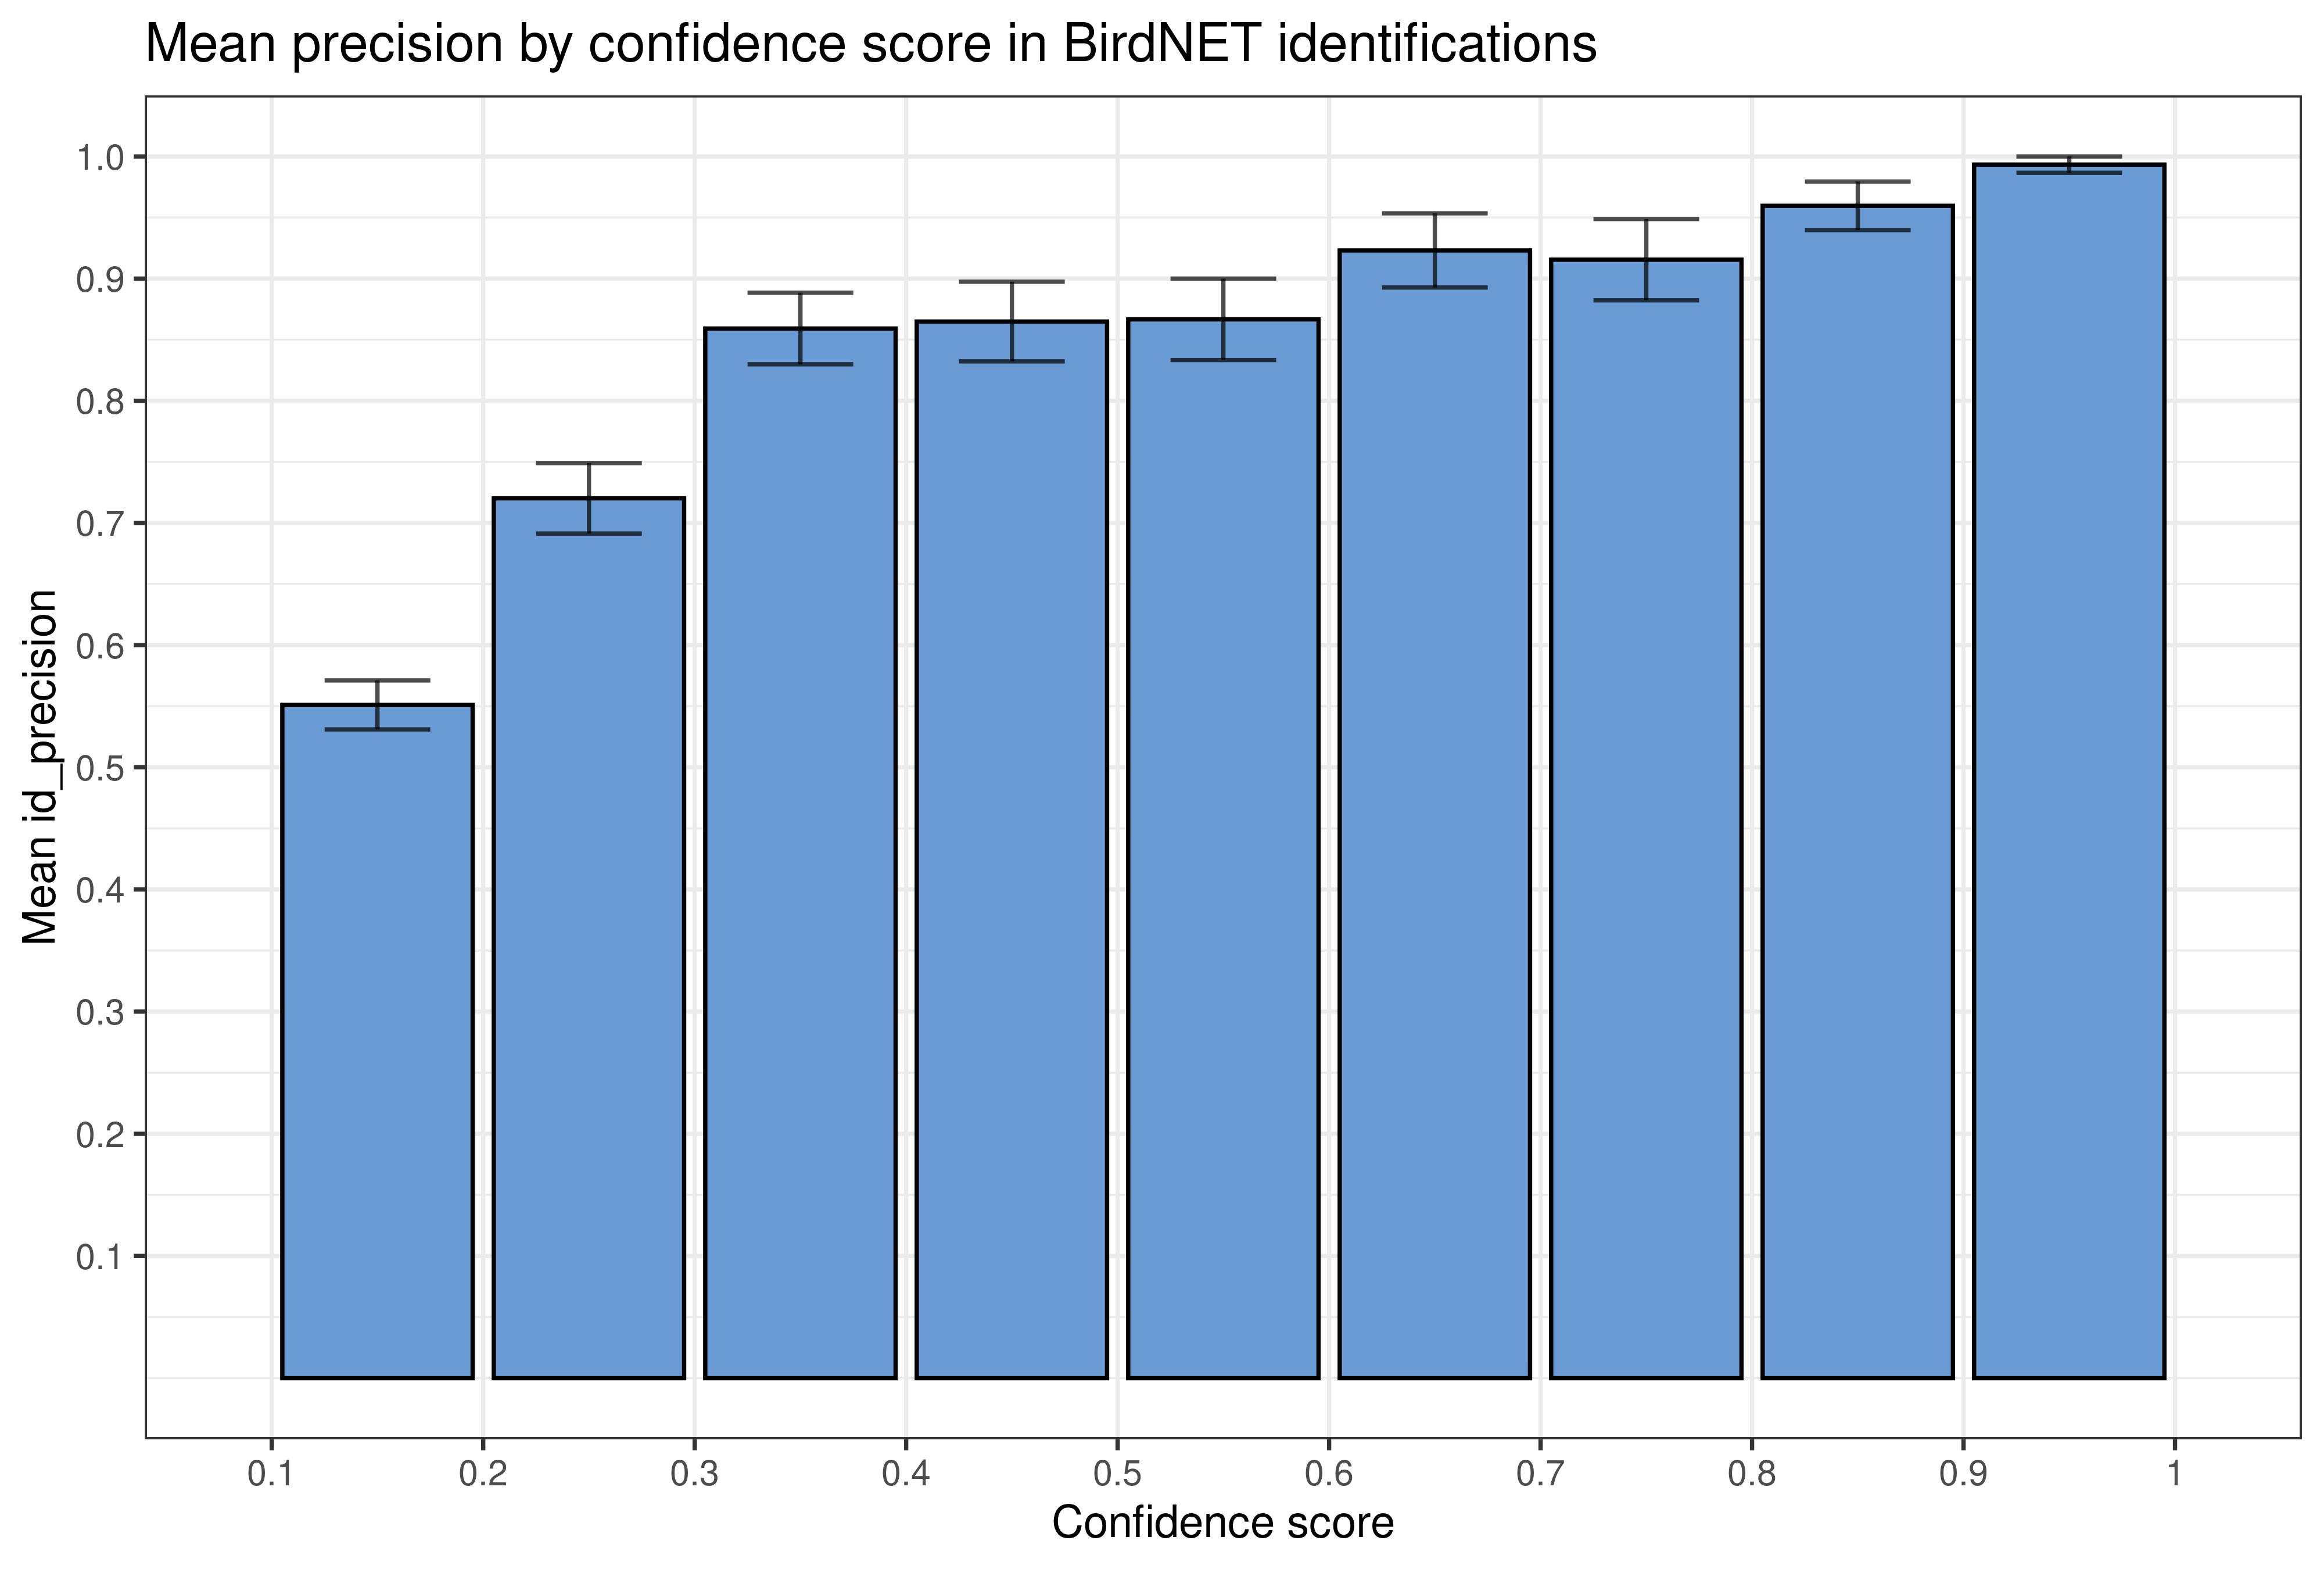 Mean precision by confidence score in BirdNET identifications
Mean id_precision
1.0
0.9
0.8
0.7
0.6
0.5
0.4
0.3
0.2
0.1
0.1 0.2 0.3 0.4 0.5 0.6 0.7 0.8 0.9 1
Confidence score